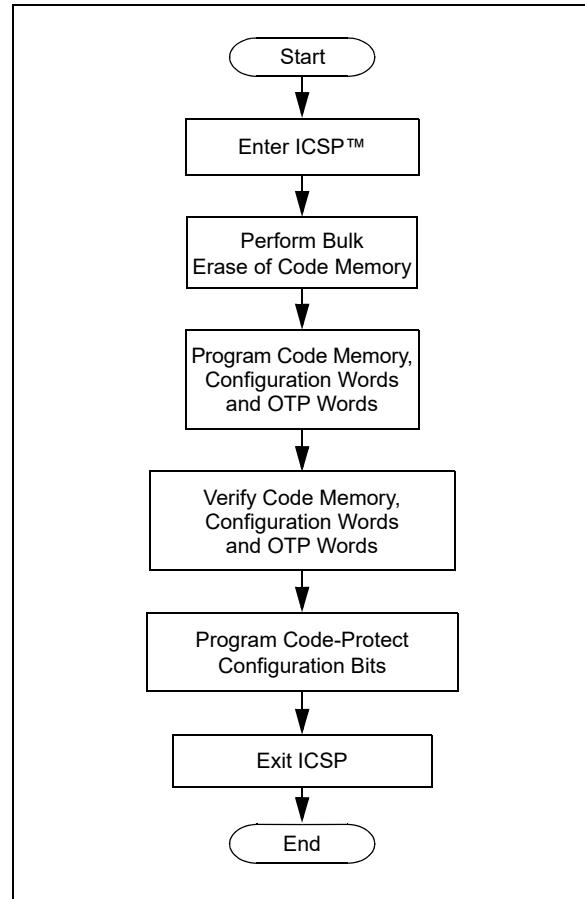 Start
Enter ICSP™
Perform Bulk
Erase of Code Memory
Program Code Memory,
Configuration Words
and OTP Words
Verify Code Memory,
Configuration Words
and OTP Words
Program Code-Protect
Configuration Bits
Exit ICSP
End